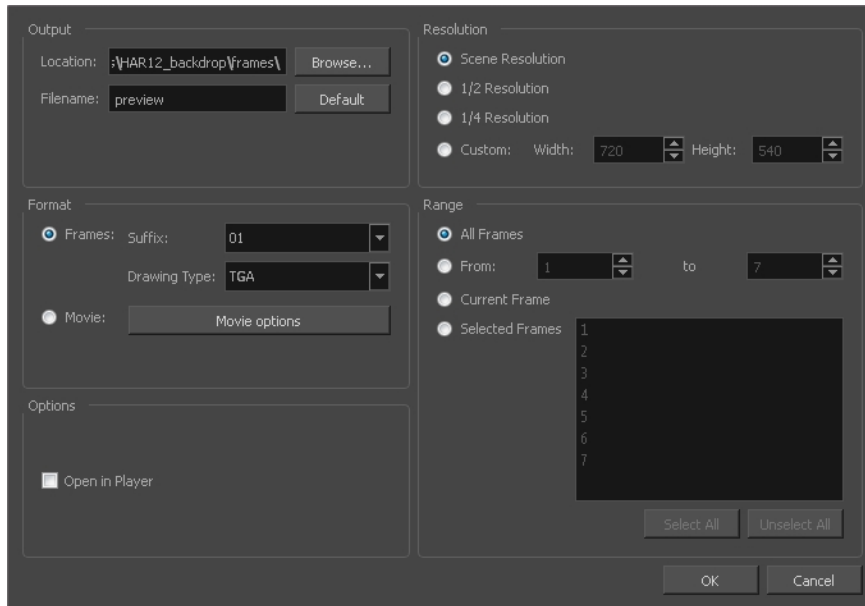 Output
Location: ;\HAR12_backdrop\frames\ Browse...
Filename: preview Default
Resolution
Scene Resolution
1/2 Resolution
1/4 Resolution
Custom: Width: 720 Height: 540
Format
Frames: Suffix: 01
Drawing Type: TGA
Movie: Movie options
Range
All Frames
From: 1 to 7
Current Frame
Selected Frames
1
2
3
4
5
6
7
Select All Unselect All
Options
Open in Player
OK Cancel